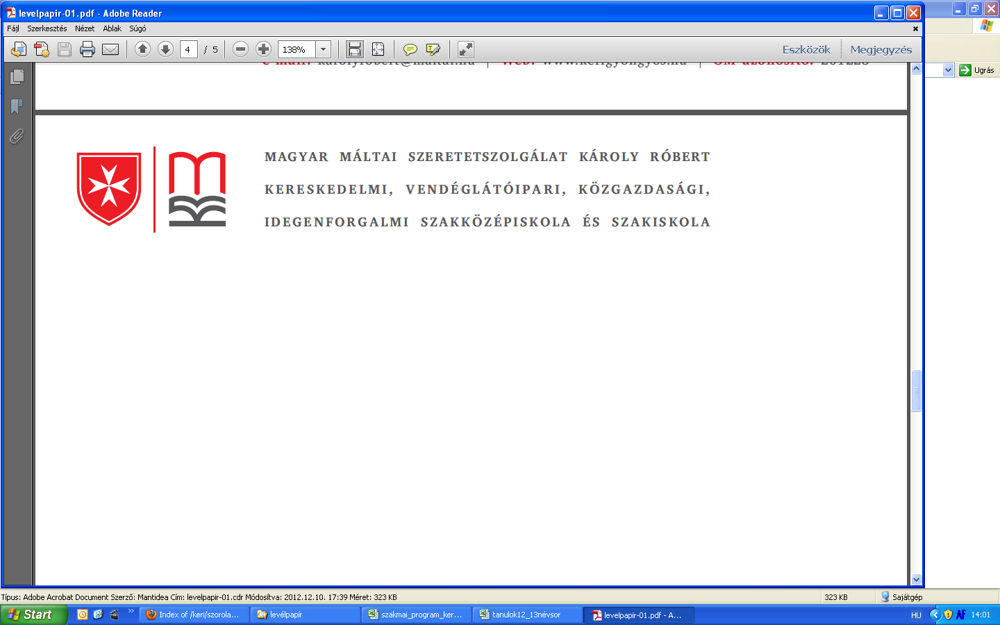 levelpapir-01.pdf - Adobe Reader
Fájl Szerkesztés Nézet Ablak Súgó
4 / 5 138% Eszközök Megjegyzés
Ugrás
e-mail: karolyrobert@maltai.hu | Web: www.kerigyongyos.hu | OM azonosító: 201223
MAGYAR MÁLTAI SZERETETSZOLGÁLAT KÁROLY RÓBERT
KERESKEDELMI, VENDÉGLÁTÓIPARI, KÖZGAZDASÁGI,
IDEGENFORGALMI SZAKKÖZÉPISKOLA ÉS SZAKISKOLA
Típus: Adobe Acrobat Document Szerző: Mantidea Cím: levelpapir-01.cdr Módosítva: 2012.12.10. 17:39 Méret: 323 KB 323 KB Sajátgép
Start » Index of /keri/szorola... levélpapír szakmai_program_ker... tanulok12_13névsor levelpapir-01.pdf - A... HU AF 14:01